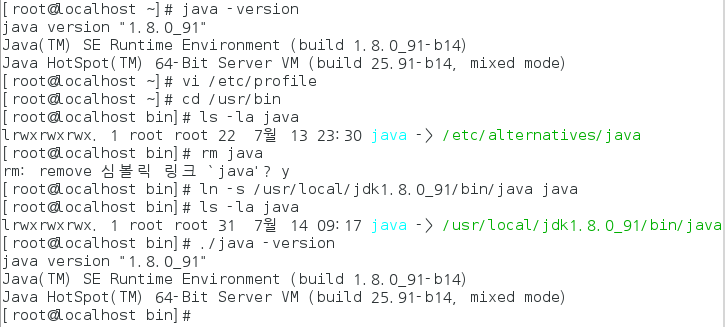 [root@localhost ~]# java -version
java version "1.8.0_91"
Java(TM) SE Runtime Environment (build 1.8.0_91-b14)
Java HotSpot(TM) 64-Bit Server VM (build 25.91-b14, mixed mode)
[root@localhost ~]# vi /etc/profile
[root@localhost ~]# cd /usr/bin
[root@localhost bin]# ls -la java
lrwxrwxrwx. 1 root root 22  7월 13 23:30 java -> /etc/alternatives/java
[root@localhost bin]# rm java
rm: remove 심볼릭 링크 `java'? y
[root@localhost bin]# ln -s /usr/local/jdk1.8.0_91/bin/java java
[root@localhost bin]# ls -la java
lrwxrwxrwx. 1 root root 31  7월 14 09:17 java -> /usr/local/jdk1.8.0_91/bin/java
[root@localhost bin]# ./java -version
java version "1.8.0_91"
Java(TM) SE Runtime Environment (build 1.8.0_91-b14)
Java HotSpot(TM) 64-Bit Server VM (build 25.91-b14, mixed mode)
[root@localhost bin]#